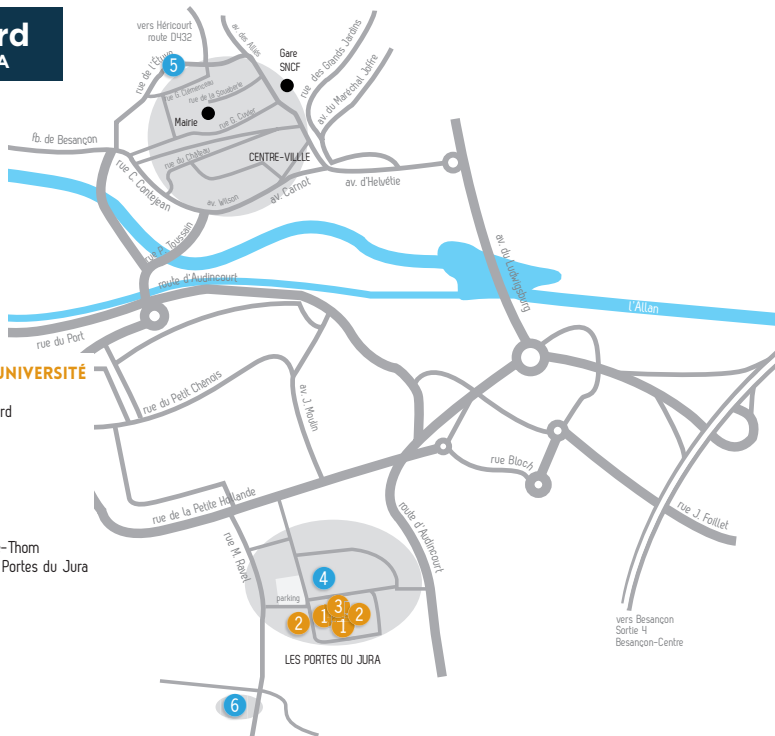 rd
A
vers Héricourt
route D432
av. des Alliés
Gare
SNCF
rue des Grands Jardins
av. du Maréchal Joffre
rue de l'Étuve
5
rue G. Clémenceau
rue de la Souaberie
Mairie
rue G. Cuvier
Fb. de Besançon
rue du Château
CENTRE-VILLLE
rue C. Contejean
av. Wilson
av. Carnot
av. d'Helvétie
rue P. Toussain
av. du Ludwigsburg
route d'Audincourt
l'Allan
rue du Port
UNIVERSITÉ
rd
rue du Petit Chênois
av. J. Moulin
rue Bloch
rue de la Petite Hollande
rue J. Foillet
route d'Audincourt
rue M. Ravel
-Thom
Portes du Jura
4
parking
3
2
1
2
1
vers Besançon
Sortie 4
Besançon-Centre
LES PORTES DU JURA
6